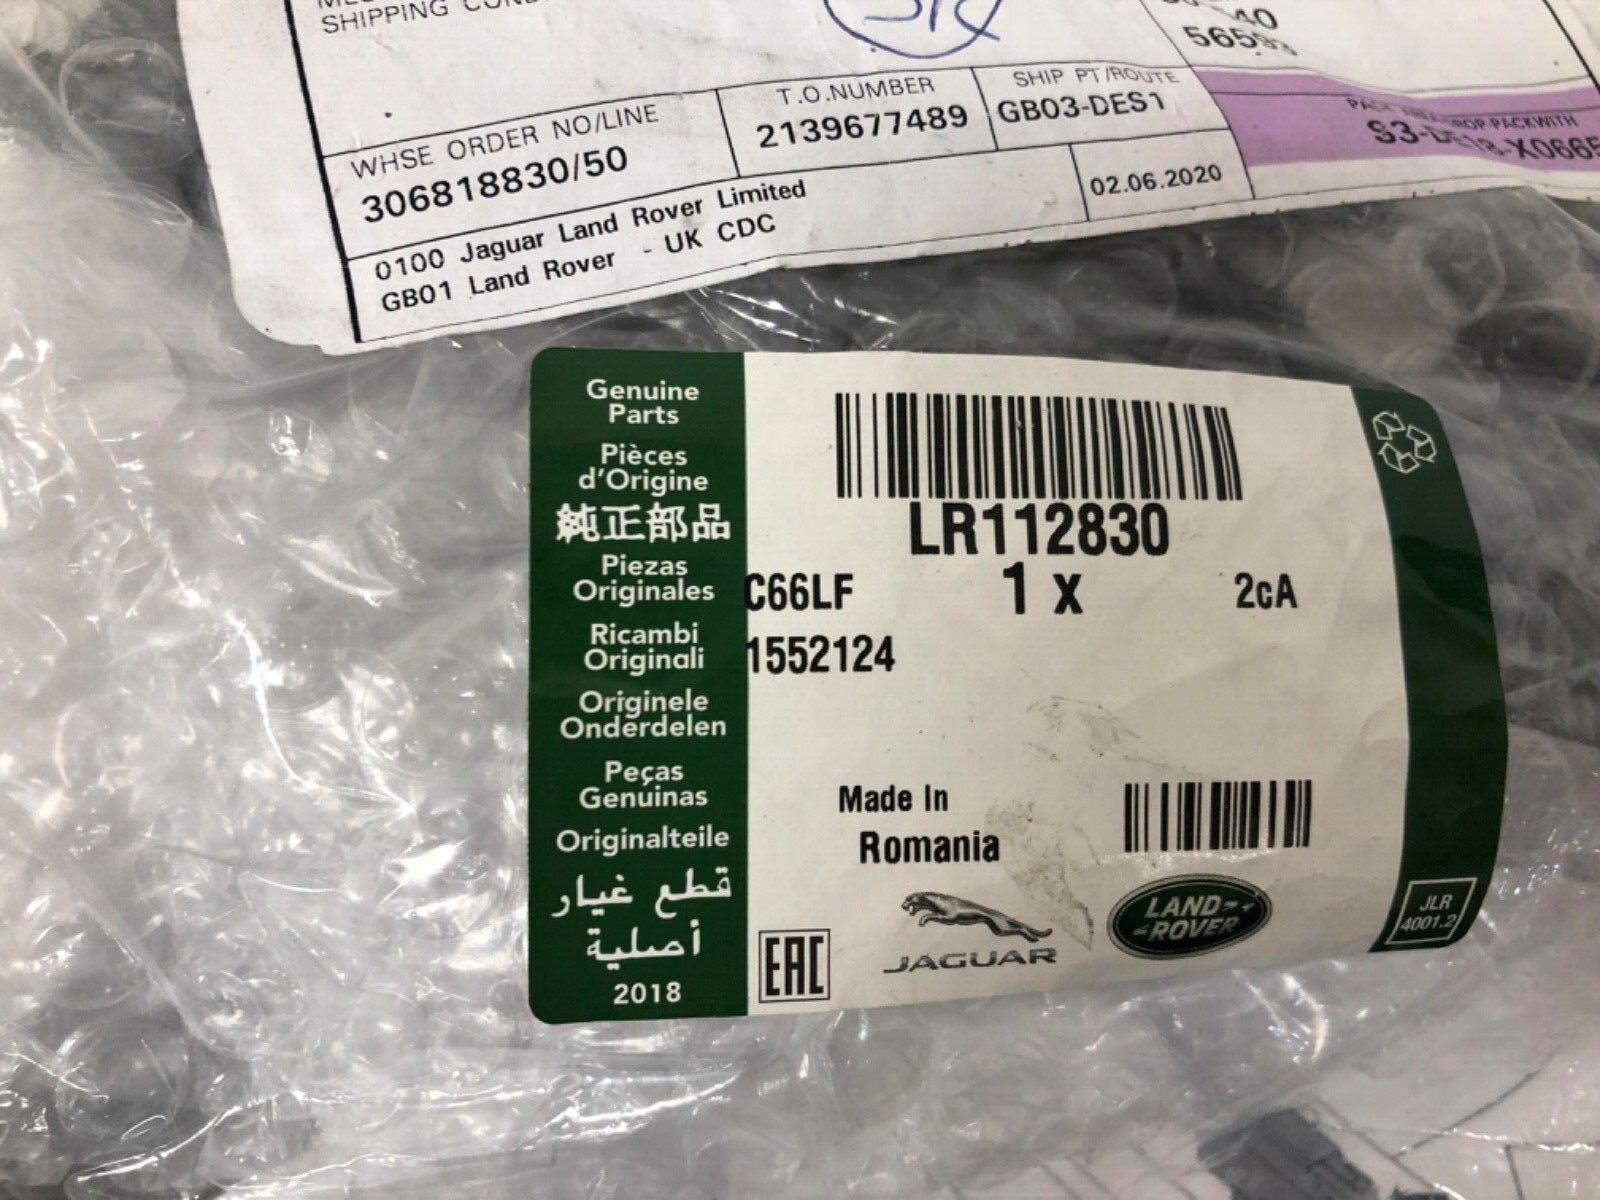 SHIPPING
40
WHSE ORDER NO/LINE
306818830/50
T.O.NUMBER
2139677489
SHIP PT/ROUTE
GB03-DES1
02.06.2020
0100 Jaguar Land Rover Limited
GB01 Land Rover - UK CDC
Genuine
Parts
Pièces
d'Origine
純正部品
Piezas
Originales
Ricambi
Originali
Originele
Onderdelen
Peças
Genuinas
Originalteile
قطع غيار
أصلية
2018
LR112830
C66LF
1 x
2cA
1552124
Made In
Romania
EAC
JAGUAR
LAND
ROVER
JLR
4001.2